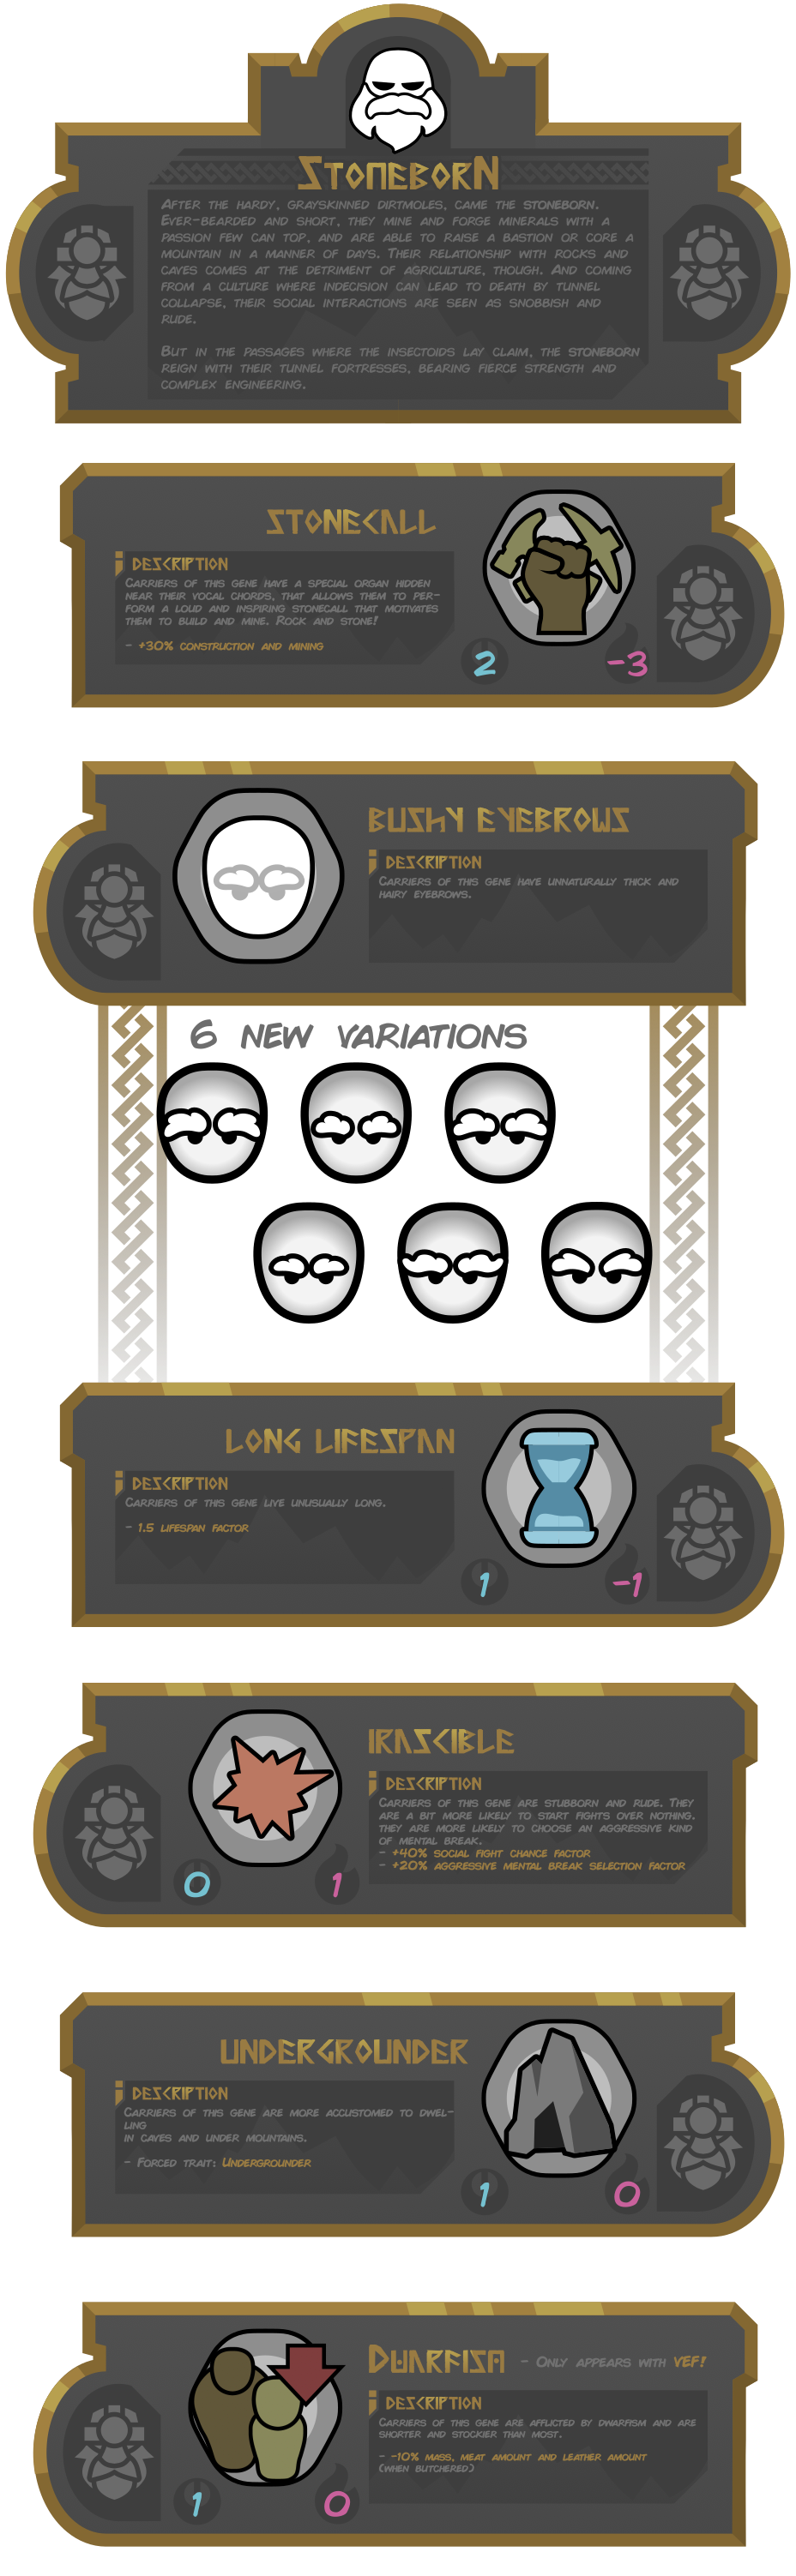 Stoneborn
After the hardy, grayskinned dirtmoles, came the stoneborn.
Ever-bearded and short, they mine and forge minerals with a
passion few can top, and are able to raise a bastion or core a
mountain in a manner of days. Their relationship with rocks and
caves comes at the detriment of agriculture, though. And coming
from a culture where indecision can lead to death by tunnel
collapse, their social interactions are seen as snobbish and
rude.
But in the passages where the insectoids lay claim, the stoneborn
reign with their tunnel fortresses, bearing fierce strength and
complex engineering.
Stonecall
Description
Carriers of this gene have a special organ hidden
near their vocal chords, that allows them to per-
form a loud and inspiring stonecall that motivates
them to build and mine. Rock and stone!
- +30% construction and mining
2
-3
Bushy Eyebrows
Description
Carriers of this gene have unnaturally thick and
hairy eyebrows.
6 new variations
Long Lifespan
Description
Carriers of this gene live unusually long.
- 1.5 lifespan factor
1
-1
Irascible
Description
Carriers of this gene are stubborn and rude. They
are a bit more likely to start fights over nothing.
they are more likely to choose an aggressive kind
of mental break.
- +40% social fight chance factor
- +20% aggressive mental break selection factor
0
1
Undergrounder
Description
Carriers of this gene are more accustomed to dwel-
ling
in caves and under mountains.
- Forced trait: Undergrounder
1
0
Dwarfism - Only appears with VEF!
Description
Carriers of this gene are afflicted by dwarfism and are
shorter and stockier than most.
- -10% mass, meat amount and leather amount
(when butchered)
1
0